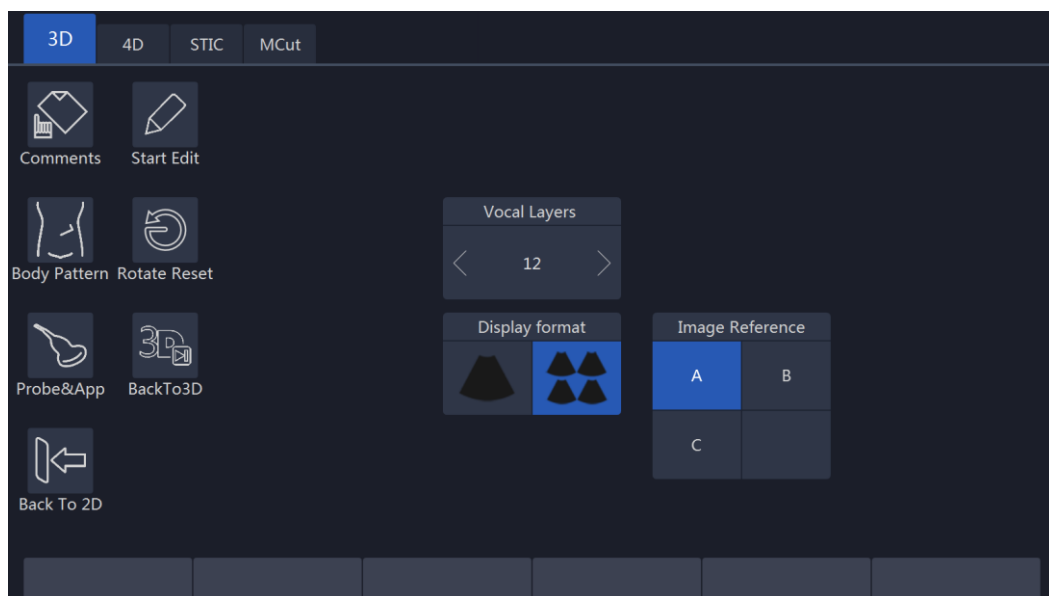 3D
4D
STIC
MCut
Comments
Start Edit
Vocal Layers
12
Body Pattern
Rotate Reset
Display format
Image Reference
3D
A
B
Probe&App
BackTo3D
C
Back To 2D